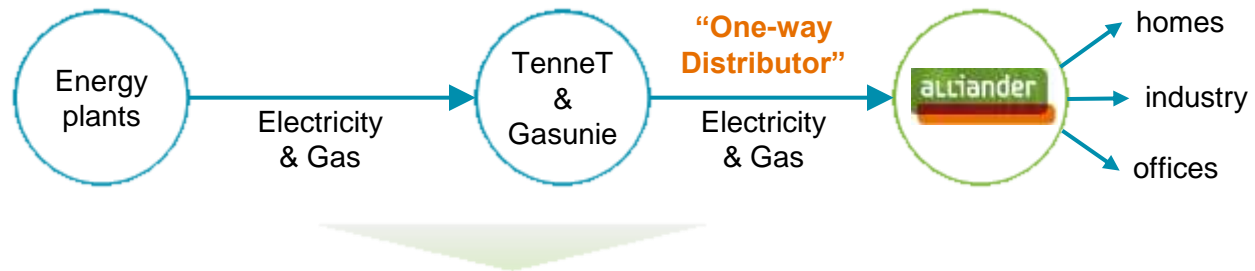 Energy
plants
Electricity
& Gas
TenneT
&
Gasunie
“One-way
Distributor”
Electricity
& Gas
alliander
homes
industry
offices